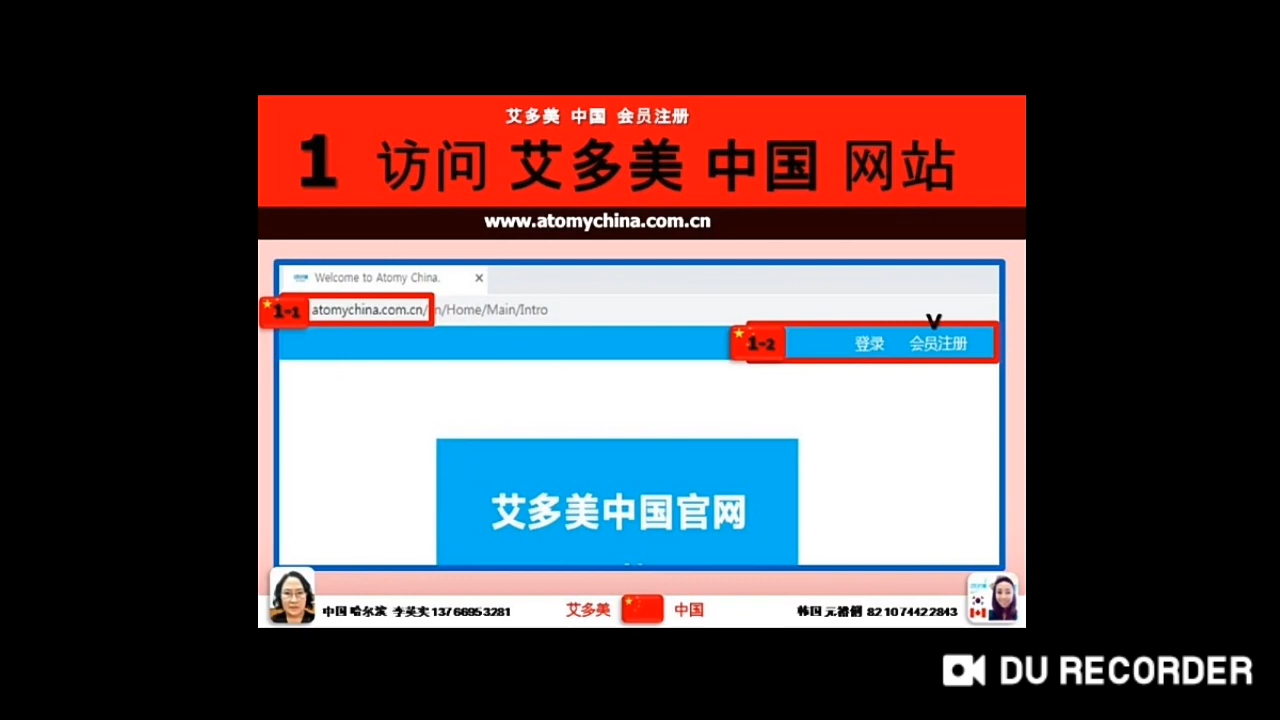 艾多美 中国 会员注册
1 访问 艾多美 中国 网站
www.atomychina.com.cn
Welcome to Atomy China. ×
1-1 atomychina.com.cn/ n/Home/Main/Intro
V
1-2 登录 会员注册
艾多美中国官网
中国 哈尔滨 李英实 13766953281
艾多美 中国
韩国 元 821074422843
DU RECORDER